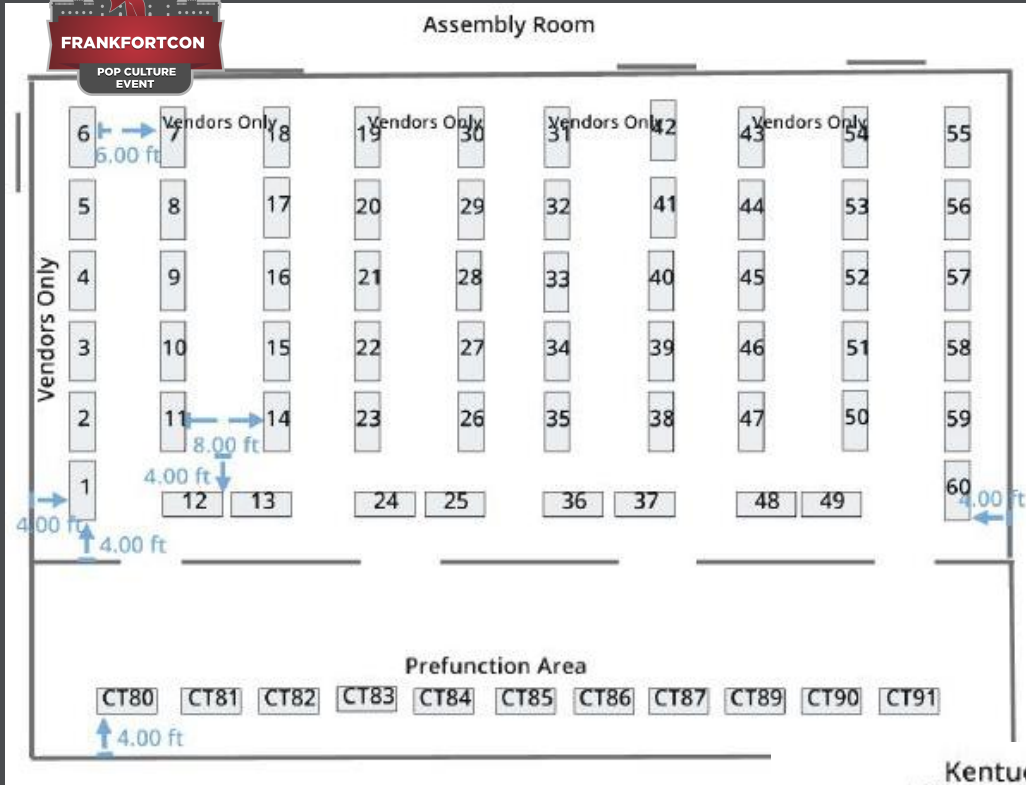 Assembly Room
FRANKFORTCON
POP CULTURE
EVENT
Vendors Only Vendors Only Vendors Only Vendors Only
6 7 18 19 30 31 42 43 54 55
6.00 ft
5 8 17 20 29 32 41 44 53 56
Vendors Only
4 9 16 21 28 33 40 45 52 57
3 10 15 22 27 34 39 46 51 58
2 11 14 23 26 35 38 47 50 59
8.00 ft
4.00 ft
1 12 13 24 25 36 37 48 49 60
4.00 ft 4.00 ft
4.00 ft
Prefunction Area
CT80 CT81 CT82 CT83 CT84 CT85 CT86 CT87 CT89 CT90 CT91
4.00 ft